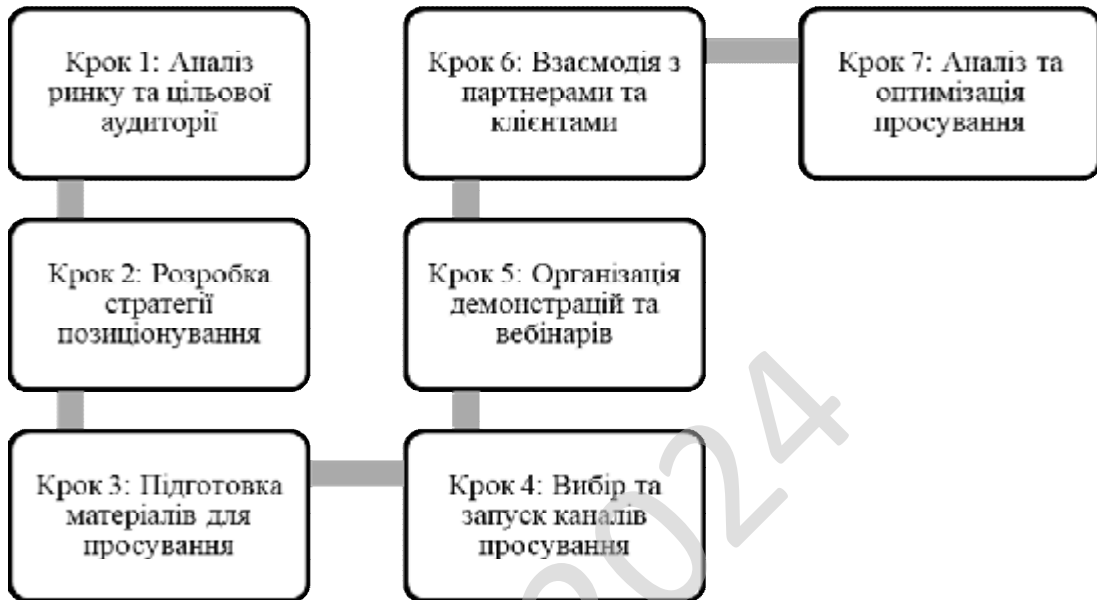 Крок 1: Аналіз
ринку та цільової
аудиторії
Крок 2: Розробка
стратегії
позиціонування
Крок 3: Підготовка
матеріалів для
просування
Крок 4: Вибір та
запуск каналів
просування
Крок 5: Організація
демонстрацій та
вебінарів
Крок 6: Взаємодія з
партнерами та
клієнтами
Крок 7: Аналіз та
оптимізація
просування
2024